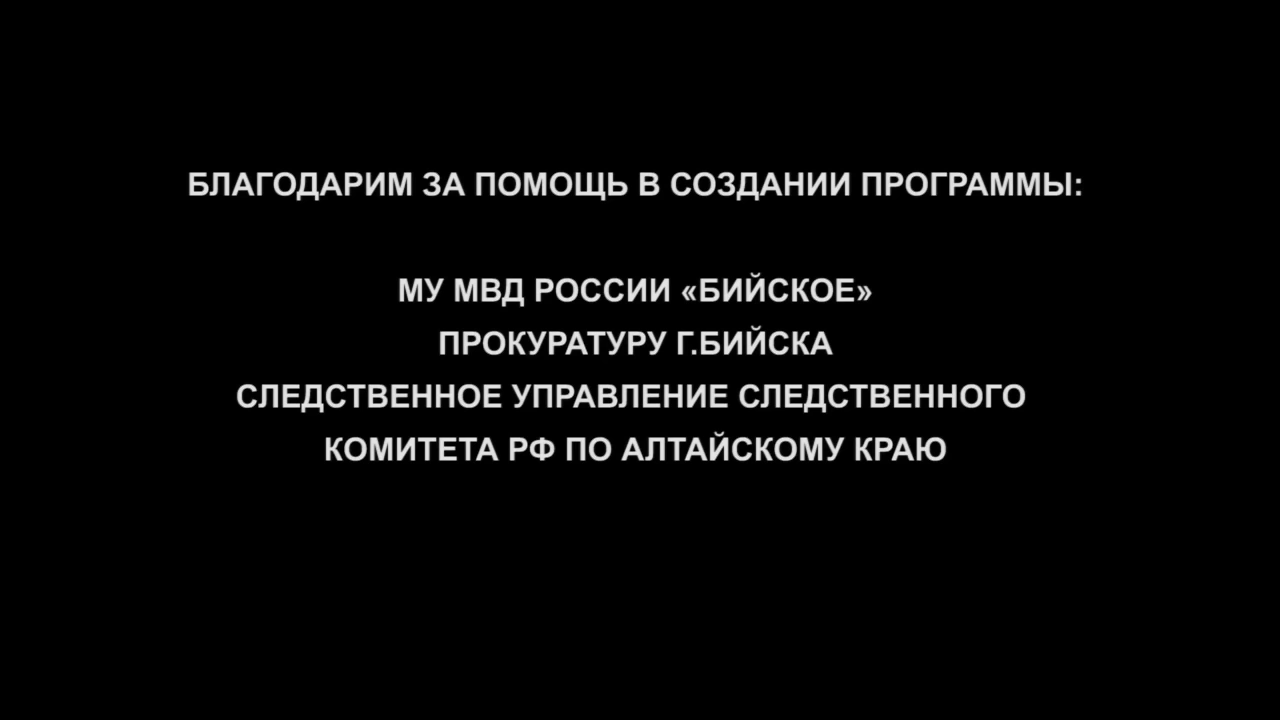 БЛАГОДАРИМ ЗА ПОМОЩЬ В СОЗДАНИИ ПРОГРАММЫ:
МУ МВД РОССИИ «БИЙСКОЕ»
ПРОКУРАТУРУ Г.БИЙСКА
СЛЕДСТВЕННОЕ УПРАВЛЕНИЕ СЛЕДСТВЕННОГО
КОМИТЕТА РФ ПО АЛТАЙСКОМУ КРАЮ